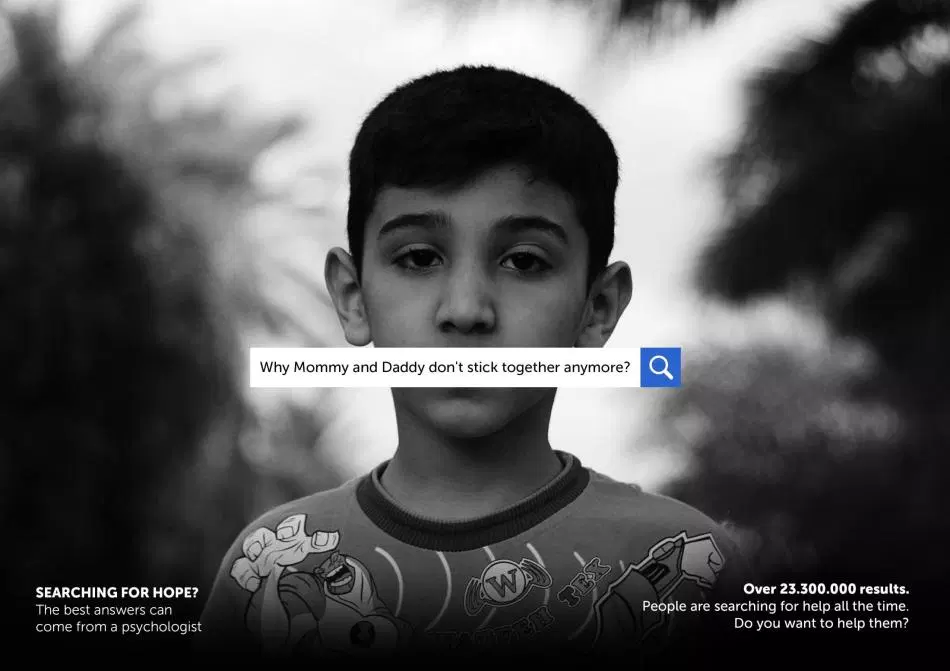 Why Mommy and Daddy don't stick together anymore?
W
TEX
SEARCHING FOR HOPE?
The best answers can
come from a psychologist
Over 23.300.000 results.
People are searching for help all the time.
Do you want to help them?